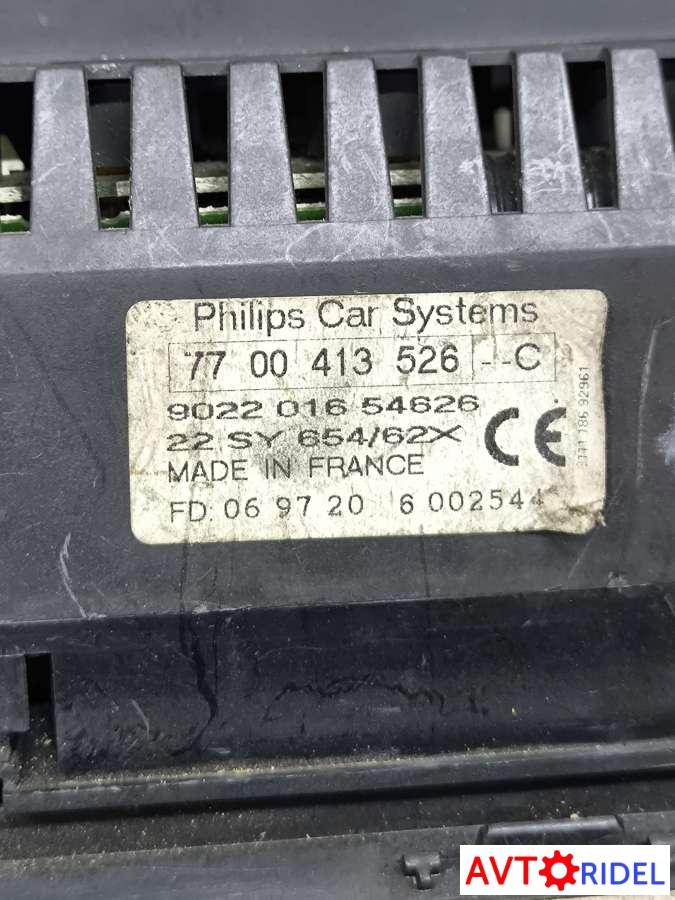 Philips Car Systems
77 00 413 526 --C
9022 016 54626
22 SY 654/62X
CE
MADE IN FRANCE
FD. 06 97 20 6 002544
AVTORIDEL